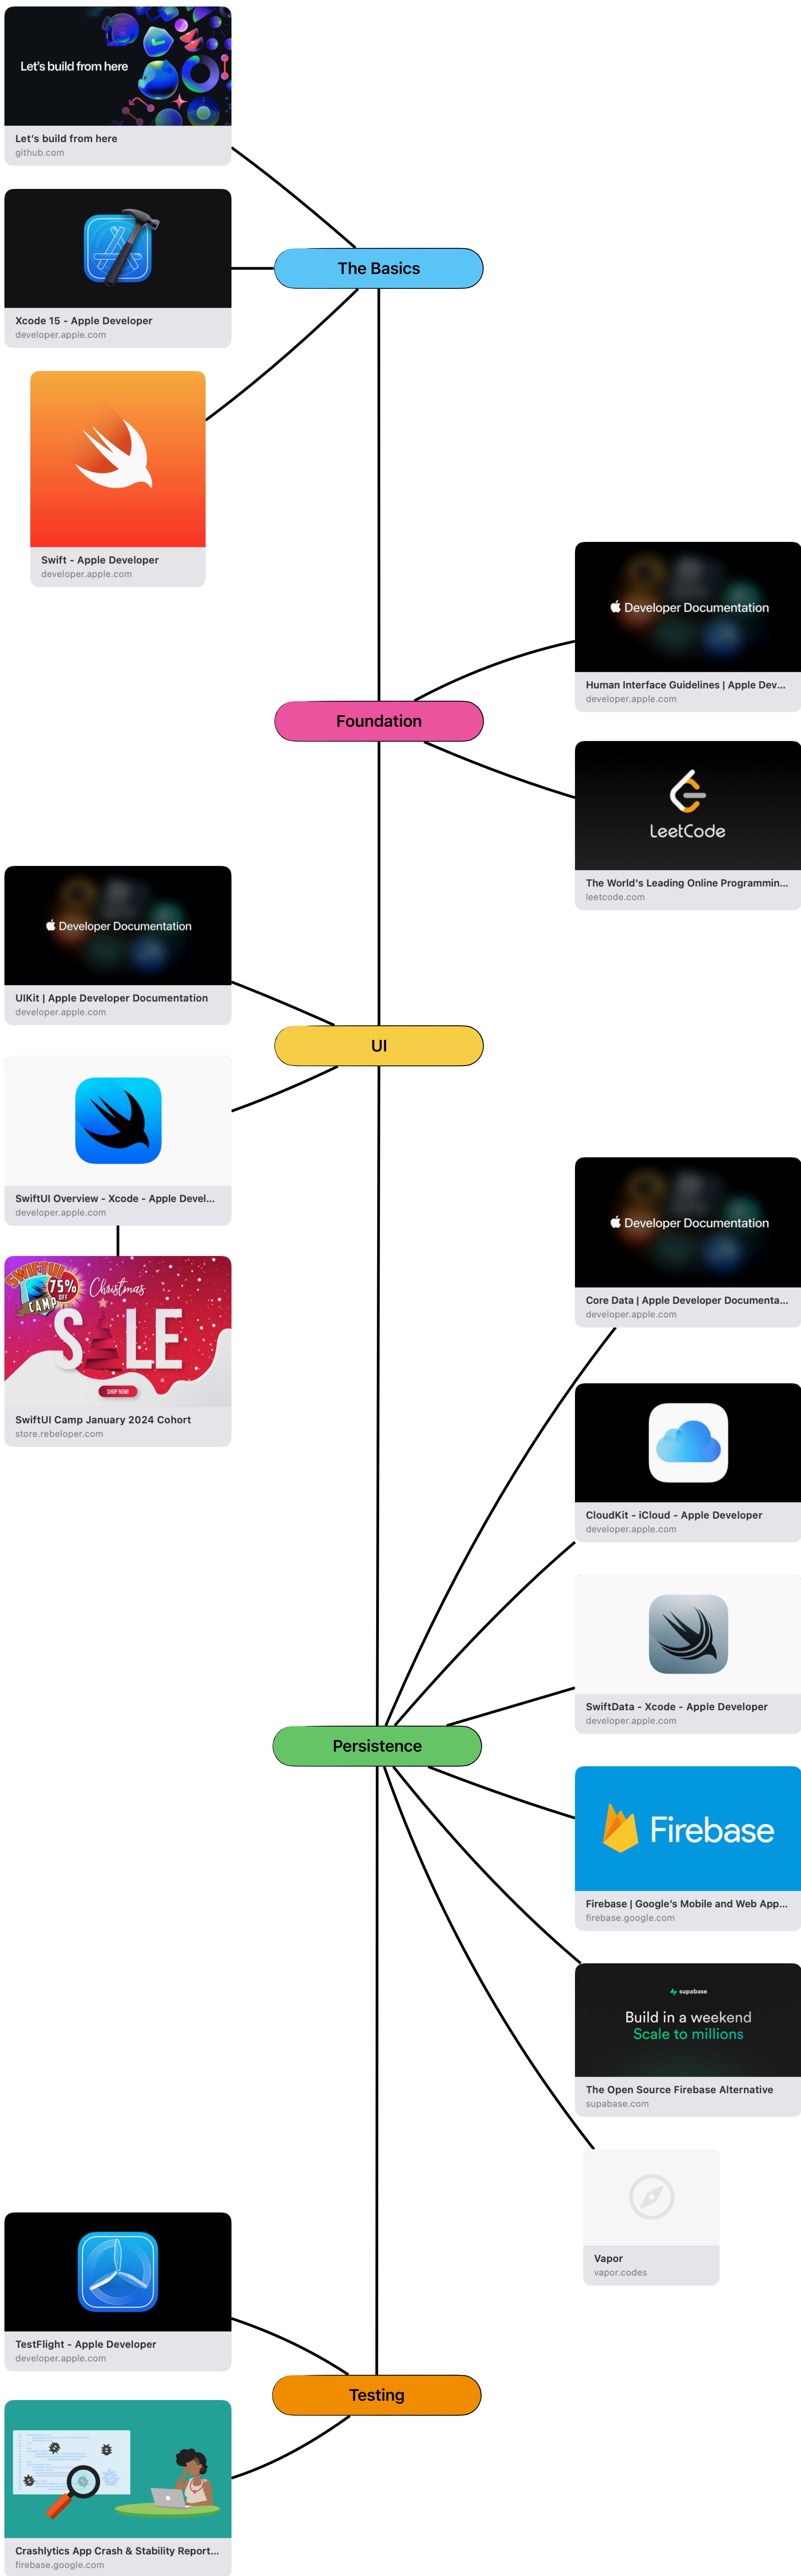 Let's build from here
Let's build from here
github.com
The Basics
Xcode 15 - Apple Developer
developer.apple.com
Swift - Apple Developer
developer.apple.com
Developer Documentation
Human Interface Guidelines | Apple Dev...
developer.apple.com
Foundation
LeetCode
The World's Leading Online Programmin...
leetcode.com
Developer Documentation
UIKit | Apple Developer Documentation
developer.apple.com
UI
SwiftUI Overview - Xcode - Apple Devel...
developer.apple.com
SWIFTUI
CAMP
75%
OFF
Christmas
SALE
SHOP NOW!
SwiftUI Camp January 2024 Cohort
store.rebeloper.com
Developer Documentation
Core Data | Apple Developer Documenta...
developer.apple.com
CloudKit - iCloud - Apple Developer
developer.apple.com
SwiftData - Xcode - Apple Developer
developer.apple.com
Persistence
Firebase
Firebase | Google's Mobile and Web App...
firebase.google.com
supabase
Build in a weekend
Scale to millions
The Open Source Firebase Alternative
supabase.com
Vapor
vapor.codes
TestFlight - Apple Developer
developer.apple.com
Testing
Crashlytics App Crash & Stability Report...
firebase.google.com